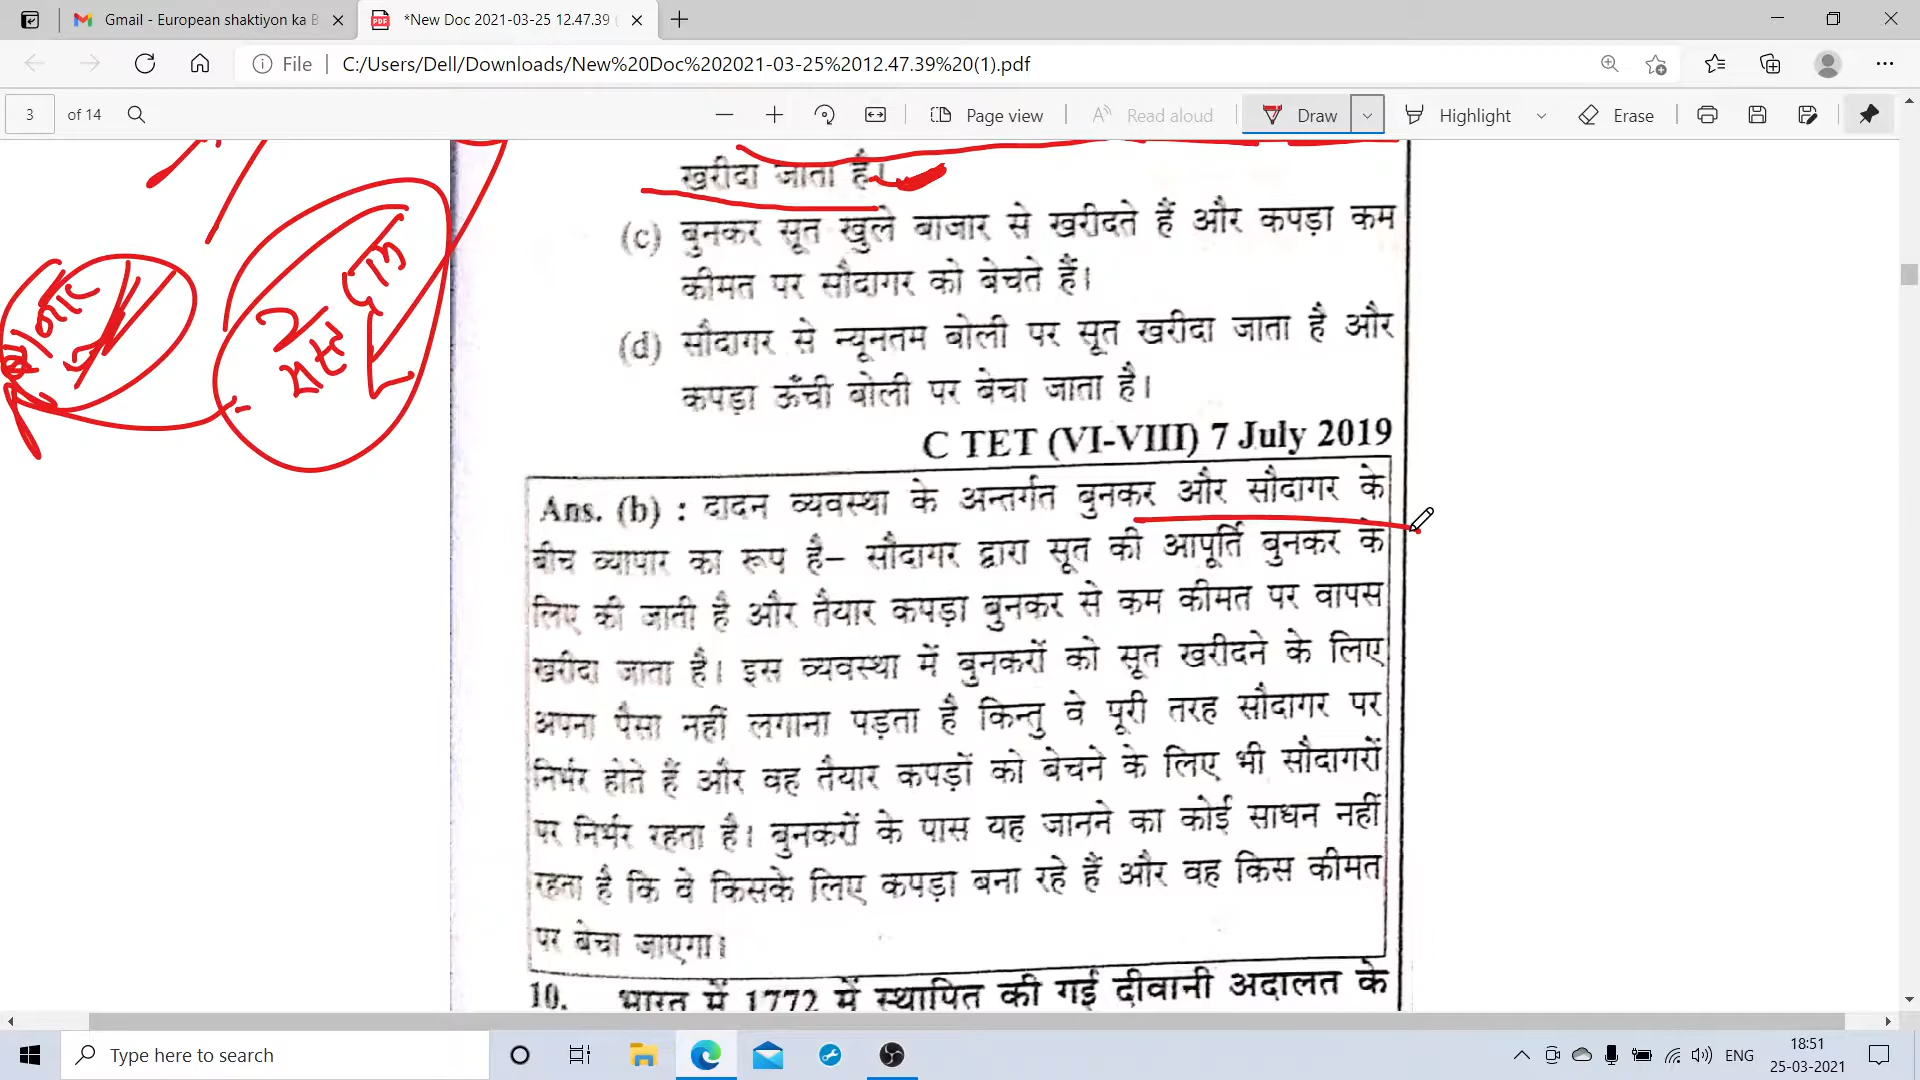 Gmail - European shaktiyon ka B
*New Doc 2021-03-25 12.47.39 (
File
C:/Users/Dell/Downloads/New%20Doc%202021-03-25%2012.47.39%20(1).pdf
3 of 14
Page view
Read aloud
Draw
Highlight
Erase
खरीदा जाता है।
(c) बुनकर सूत खुले बाजार से खरीदते हैं और कपड़ा कम
कीमत पर सौदागर को बेचते हैं।
(d) सौदागर से न्यूनतम बोली पर सूत खरीदा जाता है और
कपड़ा ऊँची बोली पर बेचा जाता है।
C TET (VI-VIII) 7 July 2019
Ans. (b) : दादन व्यवस्था के अन्तर्गत बुनकर और सौदागर के
बीच व्यापार का रूप है– सौदागर द्वारा सूत की आपूर्ति बुनकर के
लिए की जाती है और तैयार कपड़ा बुनकर से कम कीमत पर वापस
खरीदा जाता है। इस व्यवस्था में बुनकरों को सूत खरीदने के लिए
अपना पैसा नहीं लगाना पड़ता है किन्तु वे पूरी तरह सौदागर पर
निर्भर होते हैं और वह तैयार कपड़ों को बेचने के लिए भी सौदागरों
पर निर्भर रहता है। बुनकरों के पास यह जानने का कोई साधन नहीं
रहता है कि वे किसके लिए कपड़ा बना रहे हैं और वह किस कीमत
पर बेचा जाएगा।
10. भारत में 1772 में स्थापित की गई दीवानी अदालत के
Type here to search
ENG
18:51
25-03-2021